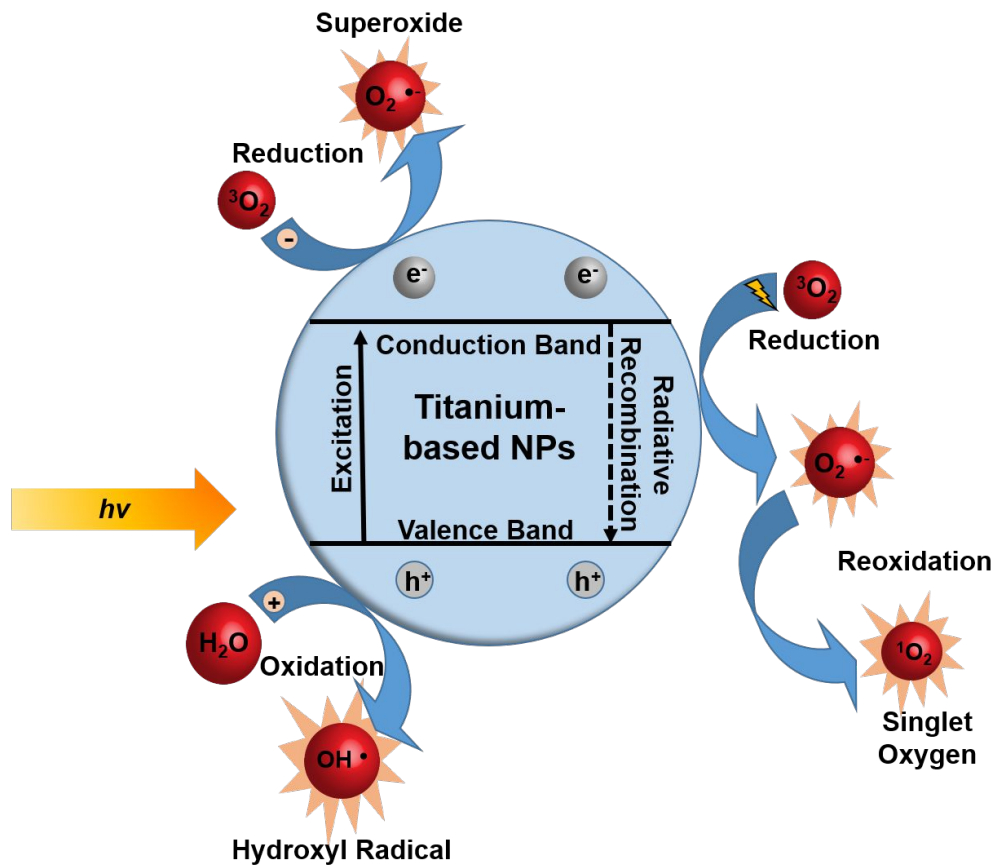 Superoxide
O₂•-
Reduction
³O₂
-
e⁻
e⁻
³O₂
Reduction
Conduction Band
Excitation
Titanium-
based NPs
Radiative
Recombination
O₂•-
hv
Valence Band
h⁺
h⁺
Reoxidation
+
H₂O
Oxidation
¹O₂
Singlet
Oxygen
OH •
Hydroxyl Radical